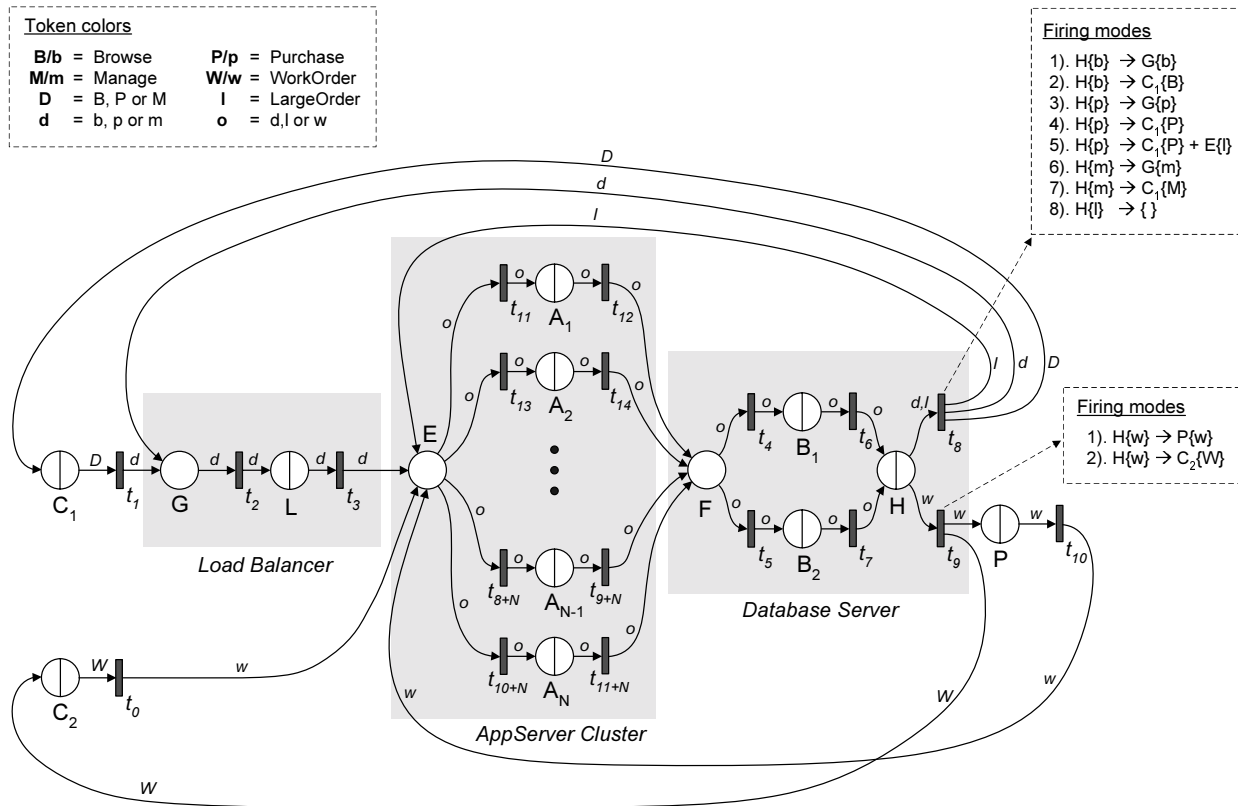 Token colors
B/b = Browse
P/p = Purchase
M/m = Manage
W/w = WorkOrder
D = B, P or M
l = LargeOrder
d = b, p or m
o = d,l or w
Firing modes
1). H{b} → G{b}
2). H{b} → C₁{B}
3). H{p} → G{p}
4). H{p} → C₁{P}
5). H{p} → C₁{P} + E{l}
6). H{m} → G{m}
7). H{m} → C₁{M}
8). H{l} → { }
D
d
l
o o
t₁₁ A₁ t₁₂
o o
o o
t₁₃ A₂ t₁₄
o o
l d D
d,l
t₈
Firing modes
1). H{w} → P{w}
2). H{w} → C₂{W}
o o o o
t₄ B₁ t₆
E
D d d l d d
C₁ t₁ G t₂ L t₃
F
H
w w w
o o o o
t₅ B₂ t₇
t₉ P t₁₀
Load Balancer
o o o o
t₈₊N A_N-1 t₉₊N
Database Server
o o o o
t₁₀₊N A_N t₁₁₊N
W w
C₂ t₀
w W w
AppServer Cluster
W